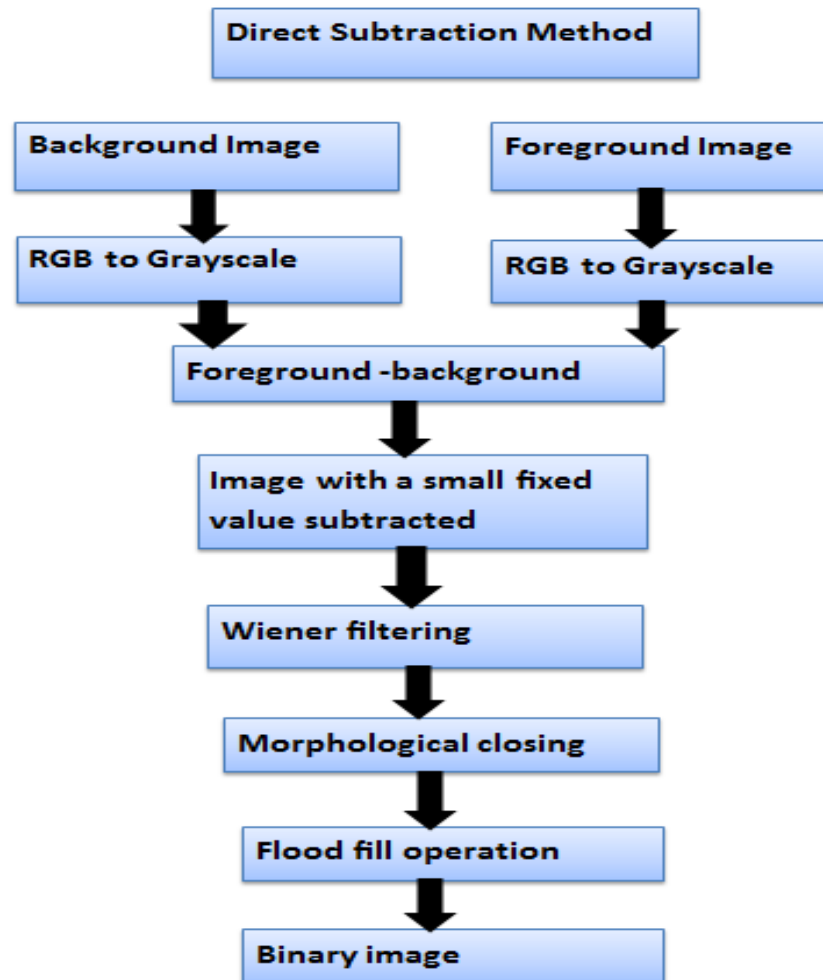 Direct Subtraction Method
Background Image
Foreground Image
RGB to Grayscale
RGB to Grayscale
Foreground -background
Image with a small fixed
value subtracted
Wiener filtering
Morphological closing
Flood fill operation
Binary image